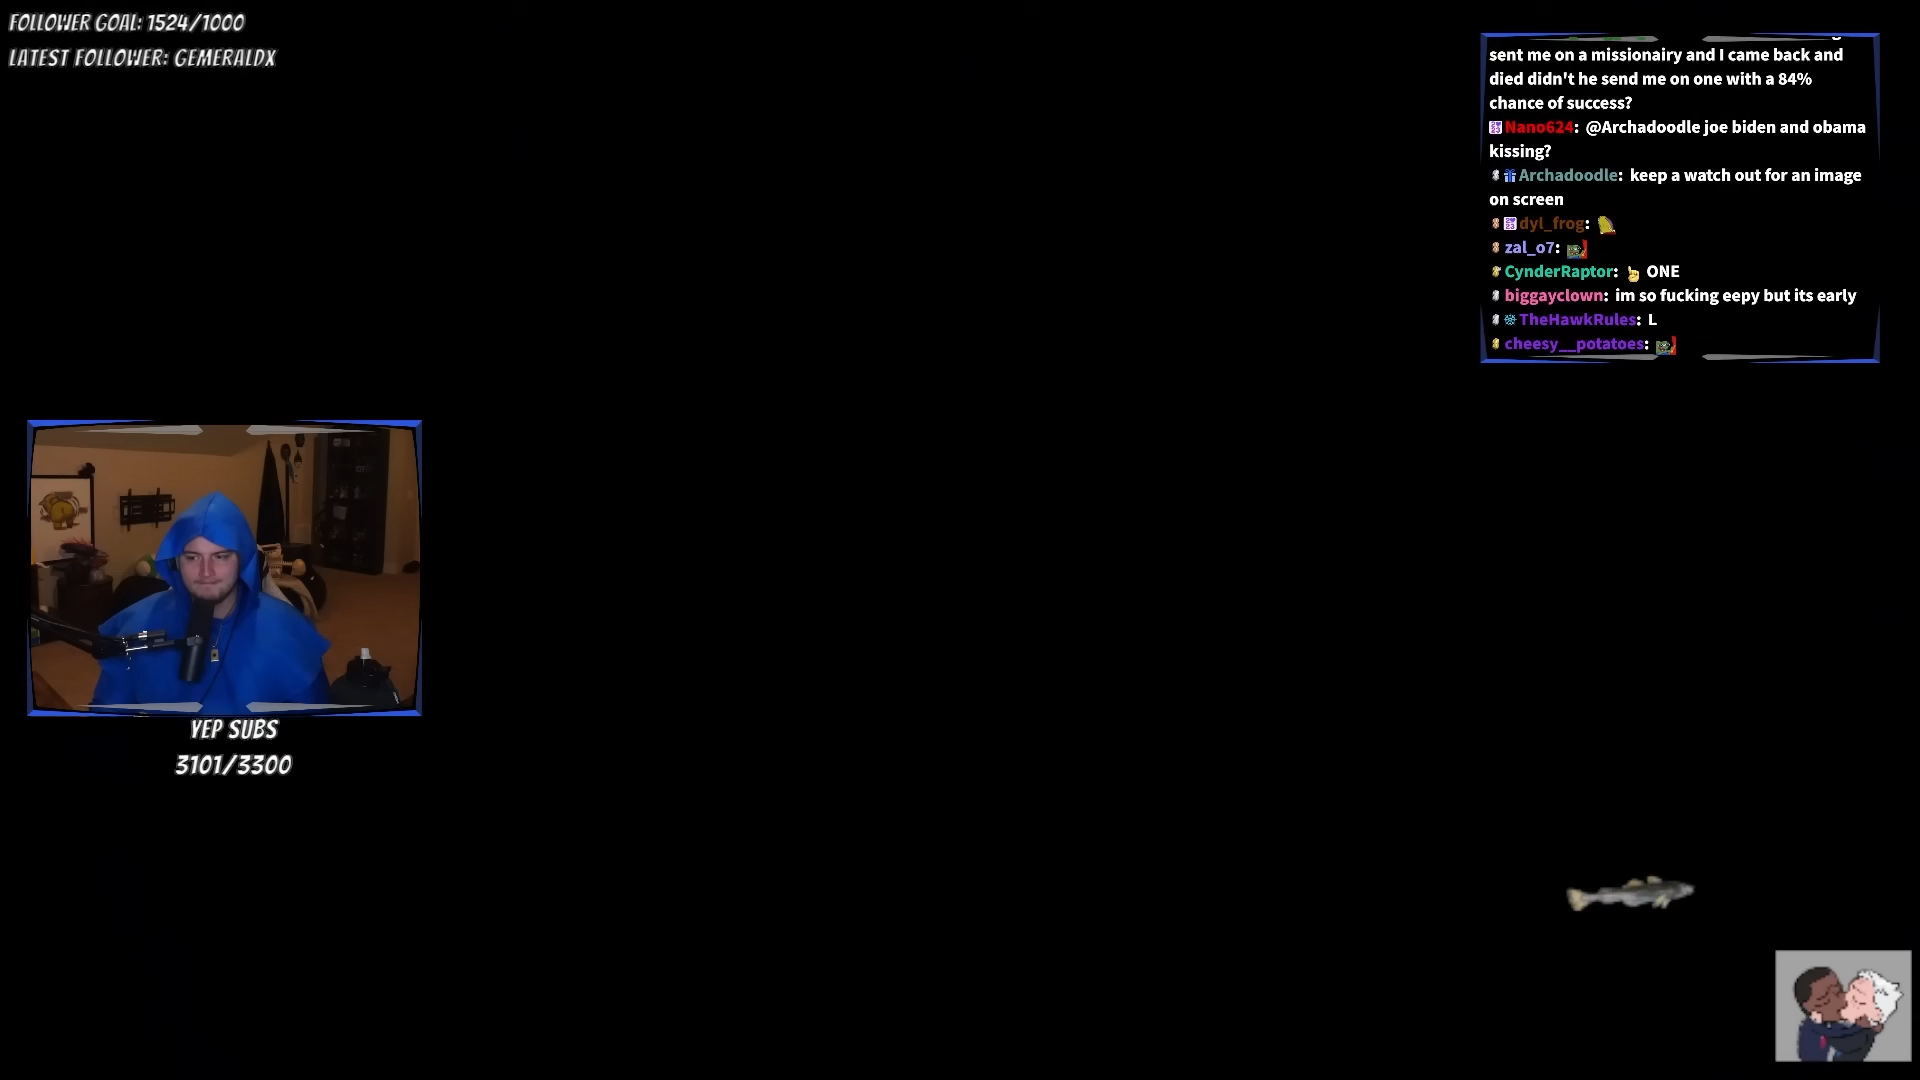 FOLLOWER GOAL: 1524/1000
LATEST FOLLOWER: GEMERALDX
sent me on a missionairy and I came back and
died didn't he send me on one with a 84%
chance of success?
Nano624: @Archadoodle joe biden and obama
kissing?
Archadoodle: keep a watch out for an image
on screen
dyl_frog:
zal_o7:
CynderRaptor: ONE
biggayclown: im so fucking eepy but its early
TheHawkRules: L
cheesy__potatoes:
YEP SUBS
3101/3300